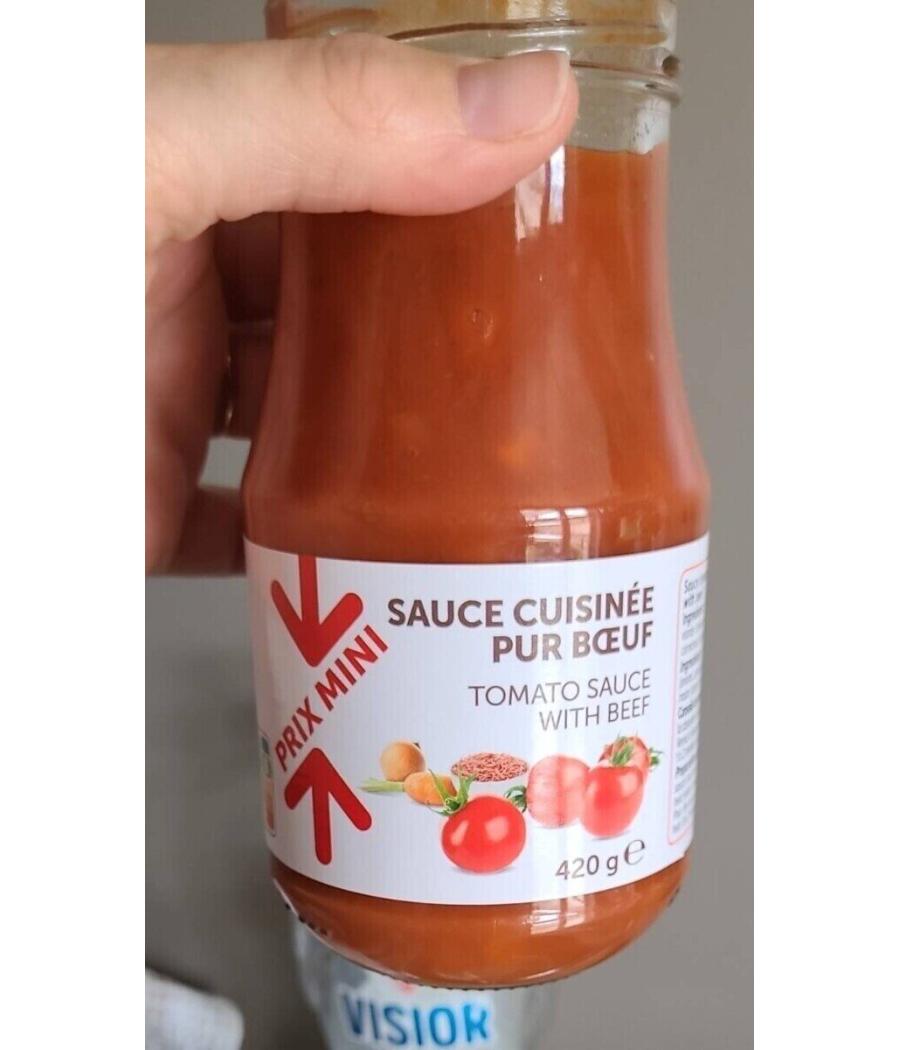 SAUCE CUISINÉE
PUR BŒUF
PRIX MINI
TOMATO SAUCE
WITH BEEF
420 g ℮
VISIOR